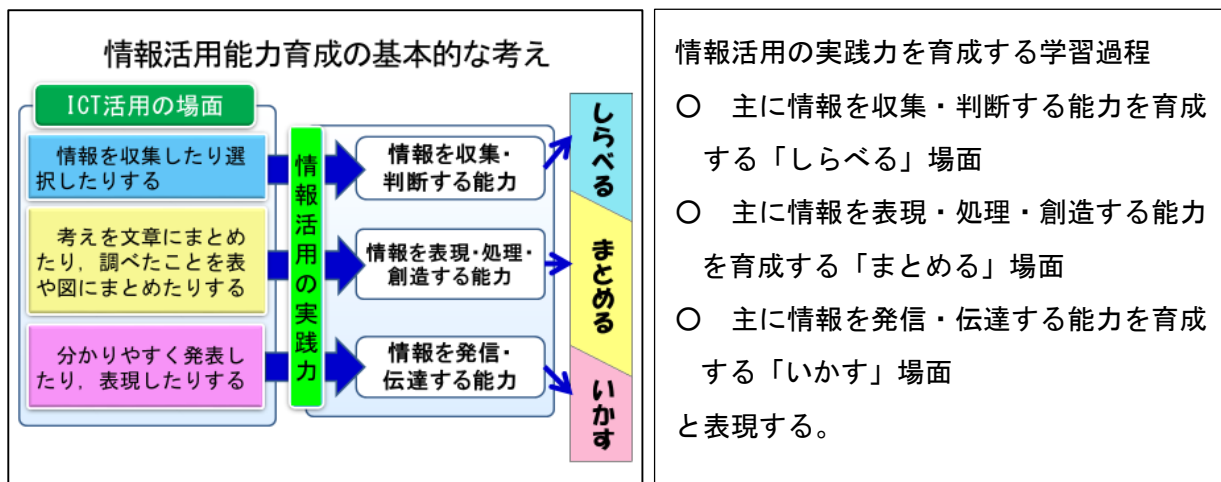 情報活用能力育成の基本的な考え
ICT活用の場面
情報を収集したり選
択したりする
考えを文章にまとめ
たり，調べたことを表
や図にまとめたりする
分かりやすく発表し
たり，表現したりする
情報活用の実践力
情報を収集・
判断する能力
情報を表現・処理・
創造する能力
情報を発信・
伝達する能力
しらべる
まとめる
いかす
情報活用の実践力を育成する学習過程
○　主に情報を収集・判断する能力を育成
する「しらべる」場面
○　主に情報を表現・処理・創造する能力
を育成する「まとめる」場面
○　主に情報を発信・伝達する能力を育成
する「いかす」場面
と表現する。